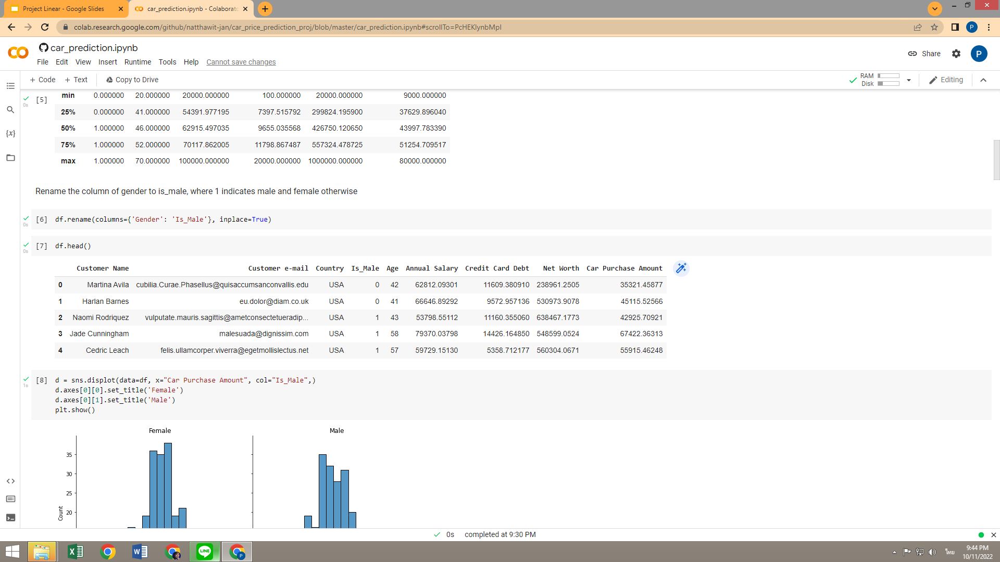 Project Linear - Google Slides
car_prediction.ipynb - Colaborato
colab.research.google.com/github/natthawit-jan/car_price_prediction_proj/blob/master/car_prediction.ipynb#scrollTo=PcHEKlynbMpI
P
car_prediction.ipynb
Share
P
File Edit View Insert Runtime Tools Help Cannot save changes
+ Code + Text Copy to Drive
RAM
Disk
Editing
[5]
0s
min 0.000000 20.000000 20000.000000 100.000000 20000.000000 9000.000000
25% 0.000000 41.000000 54391.977195 7397.515792 299824.195900 37629.896040
50% 1.000000 46.000000 62915.497035 9655.035568 426750.120650 43997.783390
75% 1.000000 52.000000 70117.862005 11798.867487 557324.478725 51254.709517
max 1.000000 70.000000 100000.000000 20000.000000 1000000.000000 80000.000000
{x}
Rename the column of gender to is_male, where 1 indicates male and female otherwise
[6] df.rename(columns={'Gender': 'Is_Male'}, inplace=True)
0s
[7] df.head()
0s
Customer Name Customer e-mail Country Is_Male Age Annual Salary Credit Card Debt Net Worth Car Purchase Amount
0 Martina Avila cubilia.Curae.Phasellus@quisaccumsanconvallis.edu USA 0 42 62812.09301 11609.380910 238961.2505 35321.45877
1 Harlan Barnes eu.dolor@diam.co.uk USA 0 41 66646.89292 9572.957136 530973.9078 45115.52566
2 Naomi Rodriquez vulputate.mauris.sagittis@ametconsectetueradip... USA 1 43 53798.55112 11160.355060 638467.1773 42925.70921
3 Jade Cunningham malesuada@dignissim.com USA 1 58 79370.03798 14426.164850 548599.0524 67422.36313
4 Cedric Leach felis.ullamcorper.viverra@egetmollislectus.net USA 1 57 59729.15130 5358.712177 560304.0671 55915.46248
[8] d = sns.displot(data=df, x="Car Purchase Amount", col="Is_Male",)
1s
d.axes[0][0].set_title('Female')
d.axes[0][1].set_title('Male')
plt.show()
Female Male
35
30
25
20
Count
0s completed at 9:30 PM
LINE
P
ไทย
9:44 PM
10/11/2022